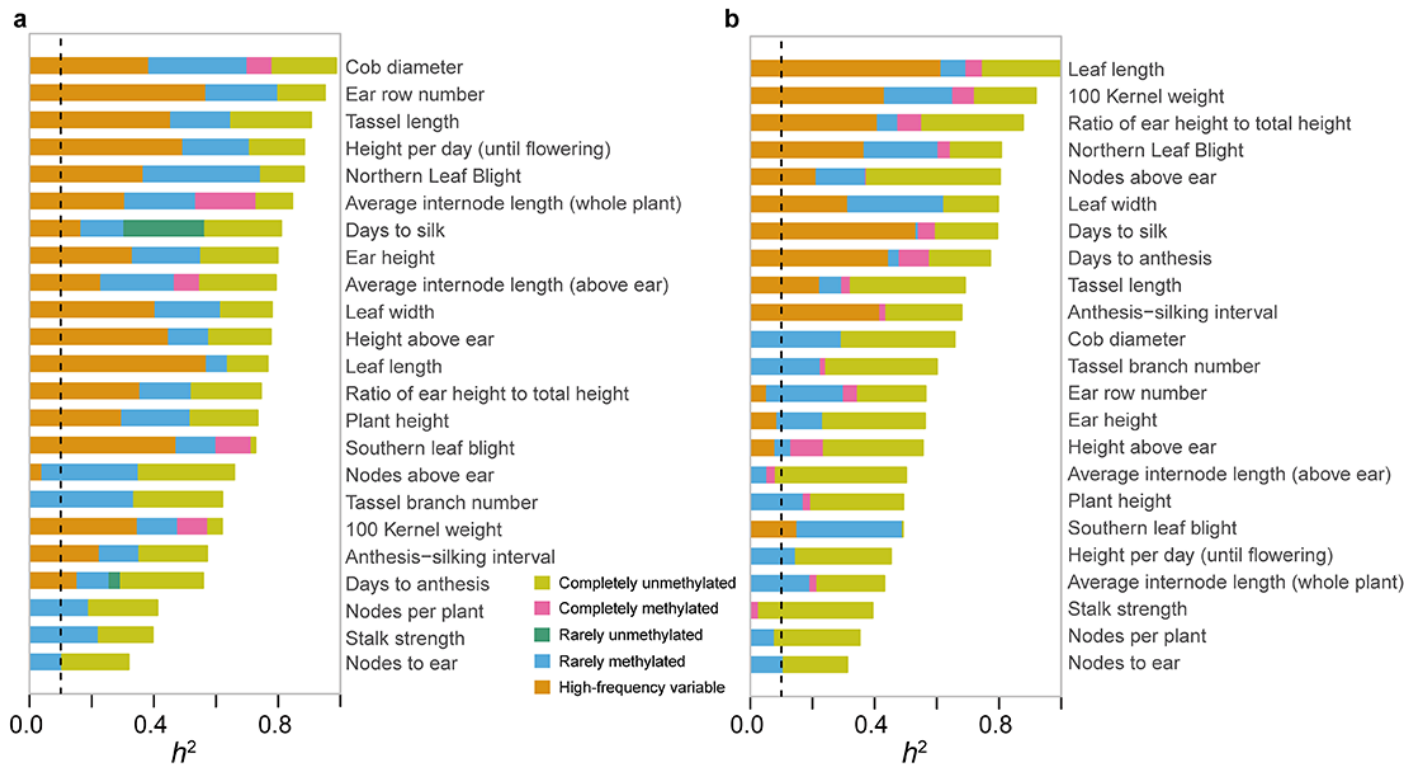 a
Cob diameter
Ear row number
Tassel length
Height per day (until flowering)
Northern Leaf Blight
Average internode length (whole plant)
Days to silk
Ear height
Average internode length (above ear)
Leaf width
Height above ear
Leaf length
Ratio of ear height to total height
Plant height
Southern leaf blight
Nodes above ear
Tassel branch number
100 Kernel weight
Anthesis−silking interval
Days to anthesis
Nodes per plant
Stalk strength
Nodes to ear
0.0 0.4 0.8
h²
Completely unmethylated
Completely methylated
Rarely unmethylated
Rarely methylated
High-frequency variable
b
Leaf length
100 Kernel weight
Ratio of ear height to total height
Northern Leaf Blight
Nodes above ear
Leaf width
Days to silk
Days to anthesis
Tassel length
Anthesis−silking interval
Cob diameter
Tassel branch number
Ear row number
Ear height
Height above ear
Average internode length (above ear)
Plant height
Southern leaf blight
Height per day (until flowering)
Average internode length (whole plant)
Stalk strength
Nodes per plant
Nodes to ear
0.0 0.4 0.8
h²